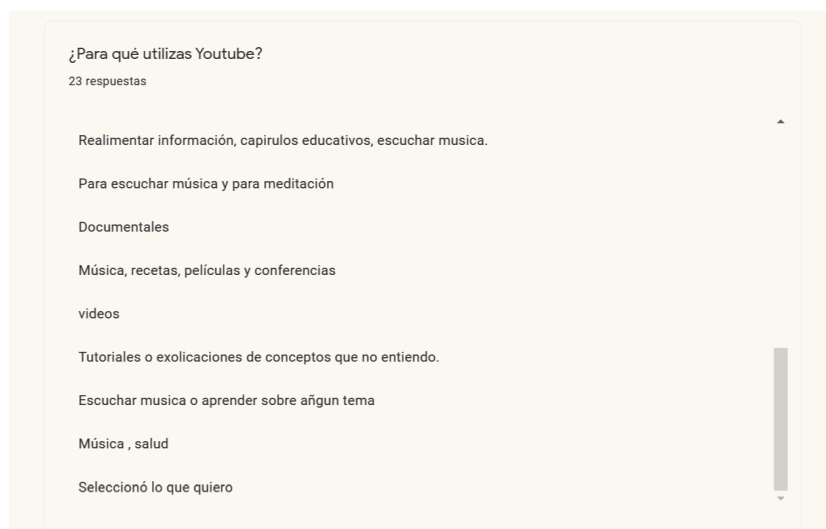 ¿Para qué utilizas Youtube?
23 respuestas
Realimentar información, capirulos educativos, escuchar musica.
Para escuchar música y para meditación
Documentales
Música, recetas, películas y conferencias
videos
Tutoriales o exolicaciones de conceptos que no entiendo.
Escuchar musica o aprender sobre añgun tema
Música , salud
Seleccionó lo que quiero